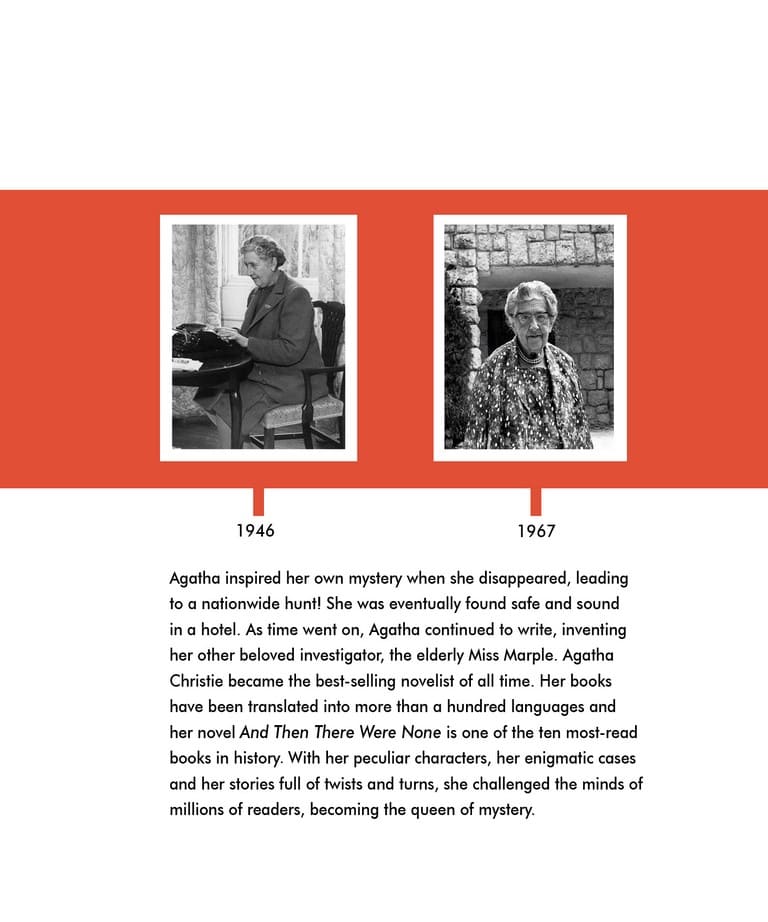 1946
1967
Agatha inspired her own mystery when she disappeared, leading
to a nationwide hunt! She was eventually found safe and sound
in a hotel. As time went on, Agatha continued to write, inventing
her other beloved investigator, the elderly Miss Marple. Agatha
Christie became the best-selling novelist of all time. Her books
have been translated into more than a hundred languages and
her novel And Then There Were None is one of the ten most-read
books in history. With her peculiar characters, her enigmatic cases
and her stories full of twists and turns, she challenged the minds of
millions of readers, becoming the queen of mystery.